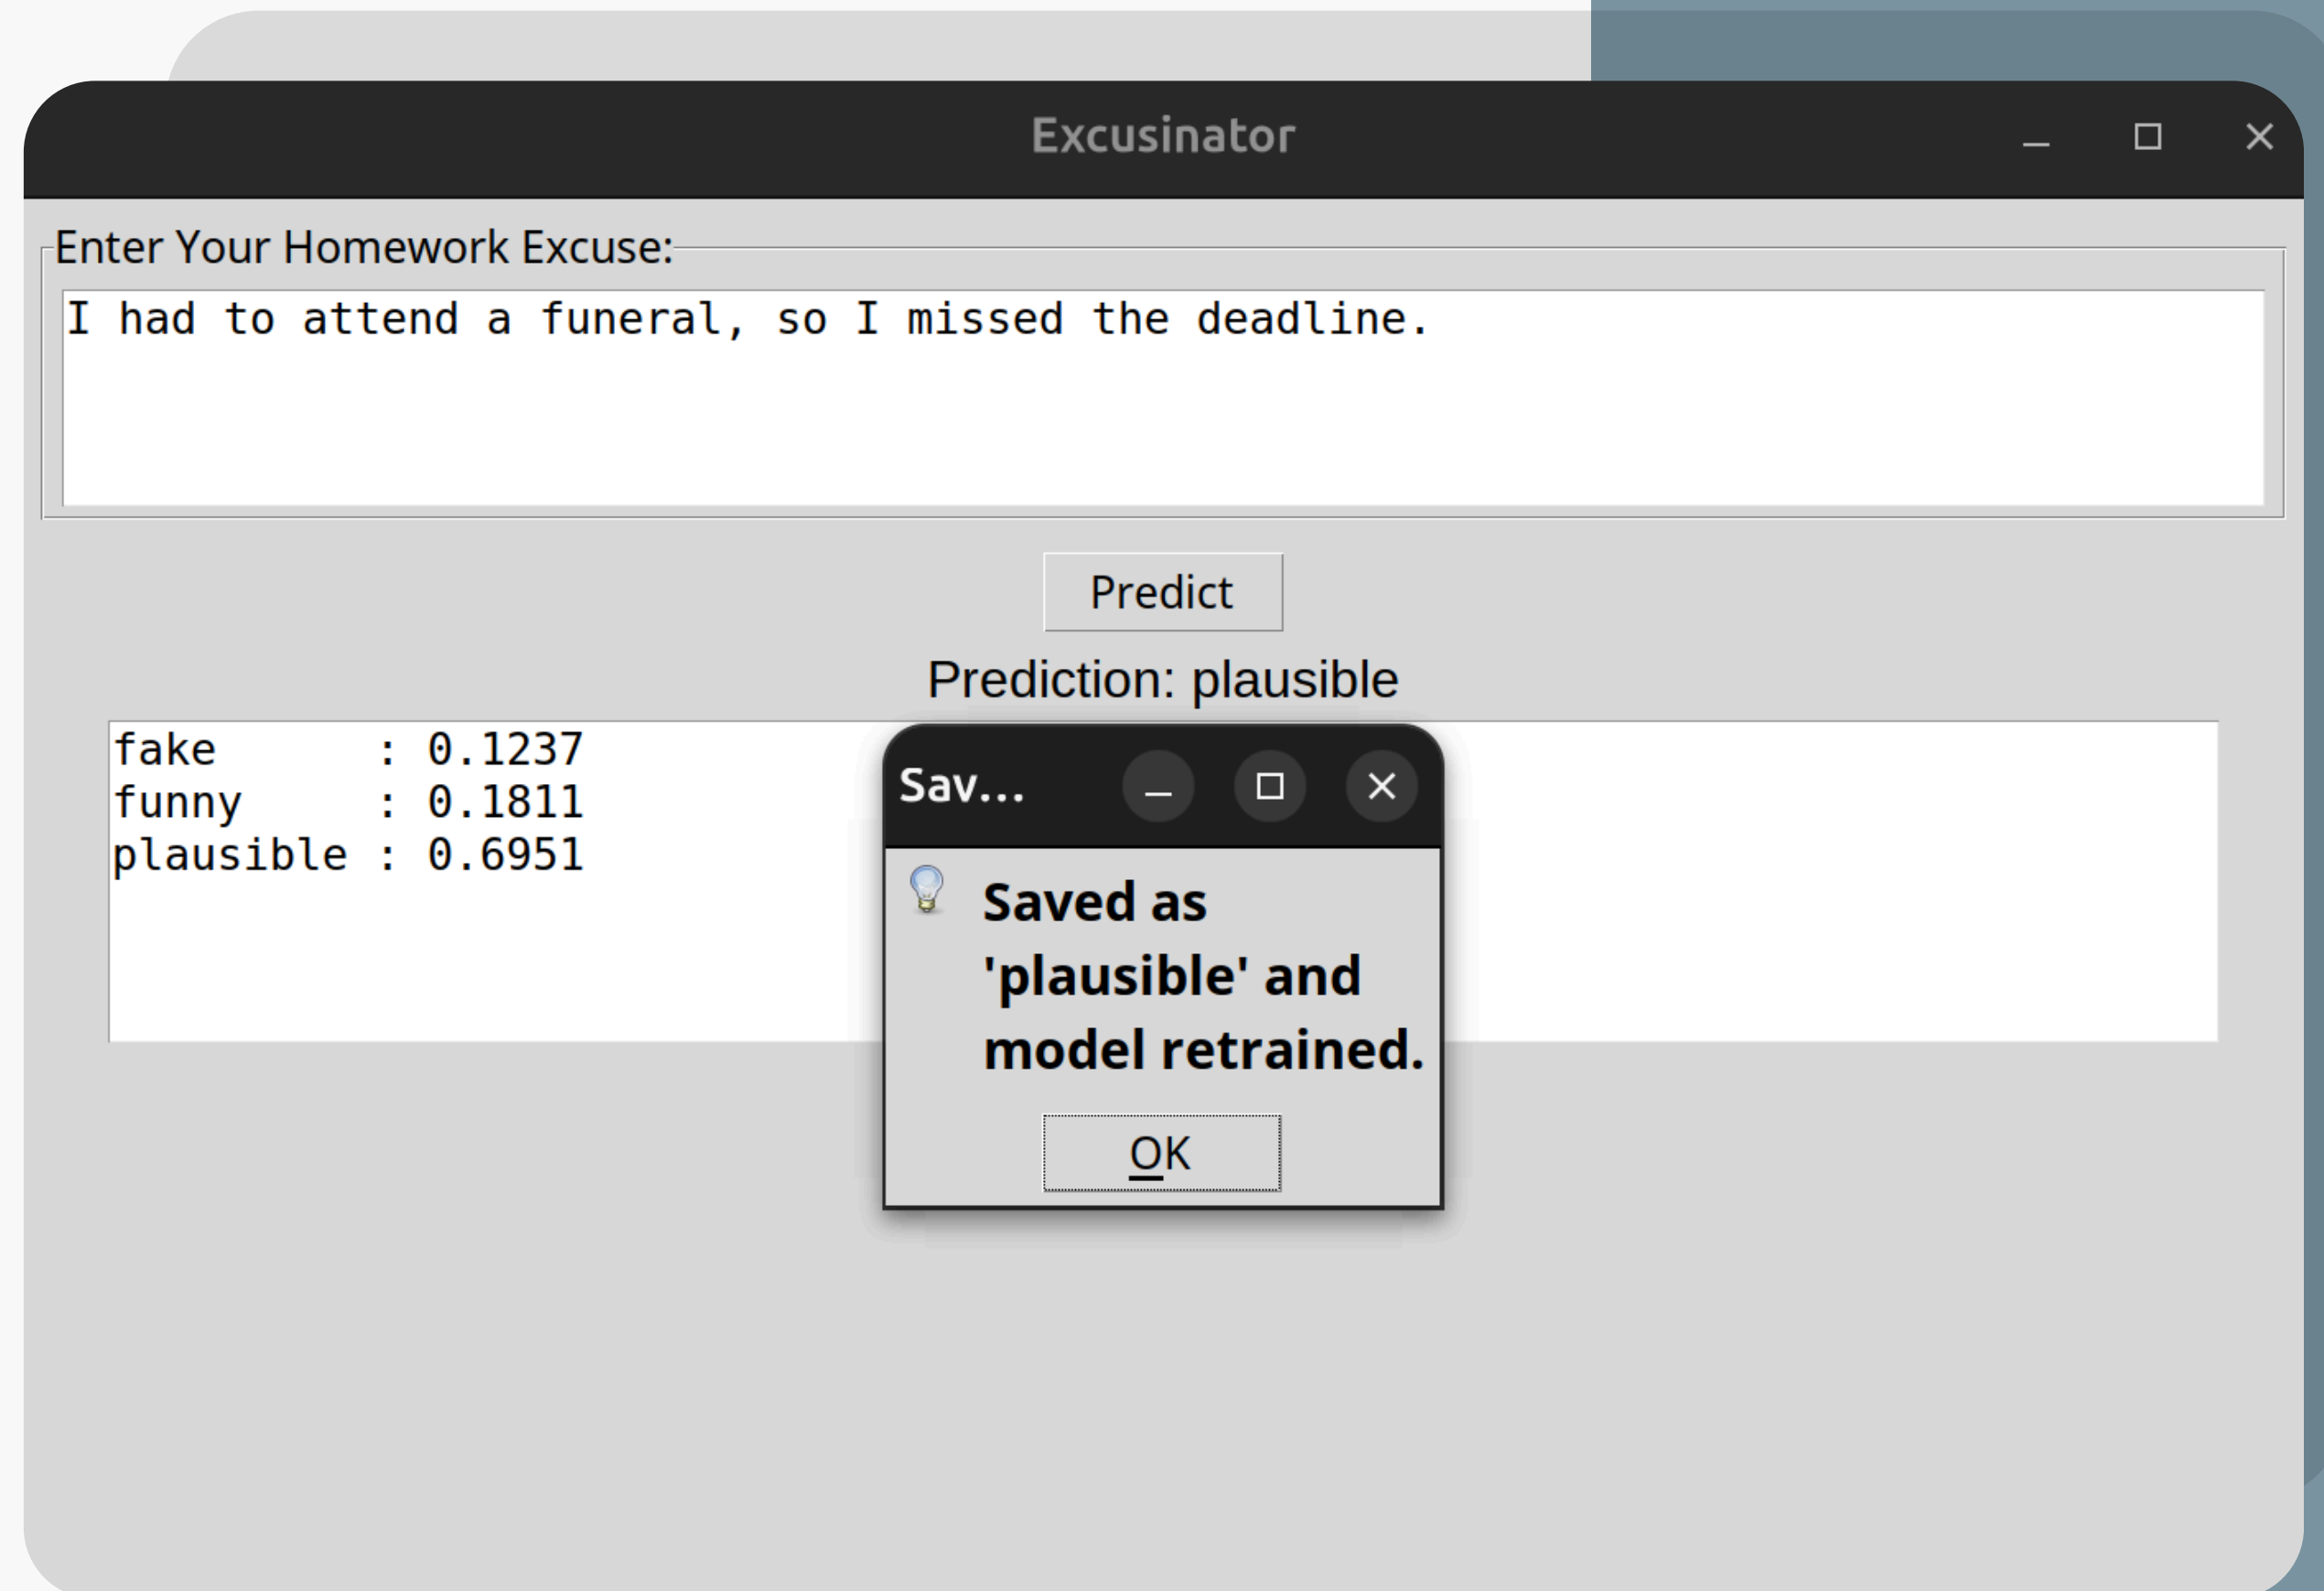 Excusinator
Enter Your Homework Excuse:
I had to attend a funeral, so I missed the deadline.
Predict
Prediction: plausible
fake      : 0.1237
funny     : 0.1811
plausible : 0.6951
Sav...
Saved as
'plausible' and
model retrained.
OK